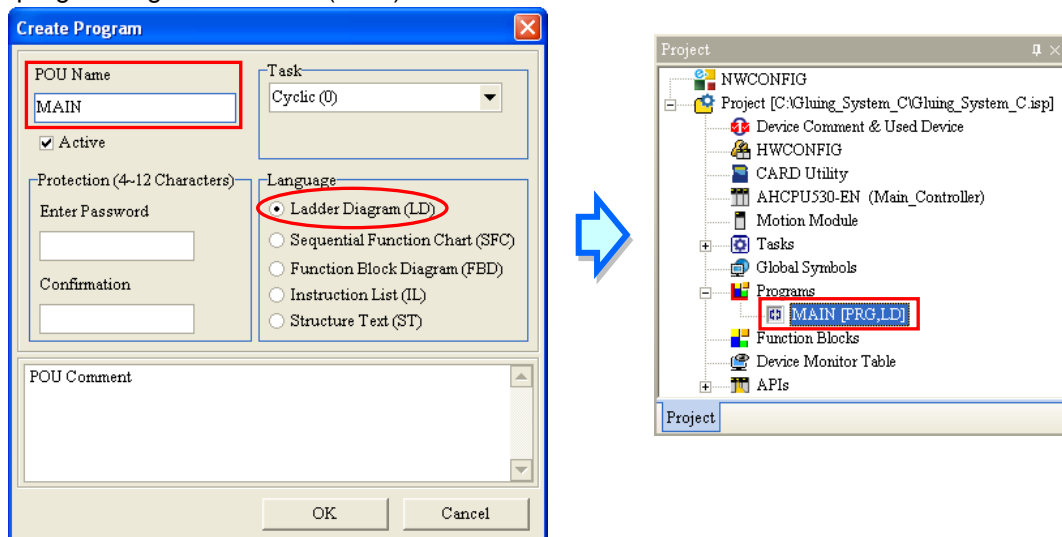 Create Program
POU Name
MAIN
Active
Task
Cyclic (0)
Protection (4~12 Characters)
Enter Password
Confirmation
Language
Ladder Diagram (LD)
Sequential Function Chart (SFC)
Function Block Diagram (FBD)
Instruction List (IL)
Structure Text (ST)
POU Comment
OK
Cancel
Project
NWCONFIG
Project [C:\Gluing_System_C\Gluing_System_C.isp]
Device Comment & Used Device
HWCONFIG
CARD Utility
AHCPU530-EN (Main_Controller)
Motion Module
Tasks
Global Symbols
Programs
MAIN [PRG,LD]
Function Blocks
Device Monitor Table
APIs
Project